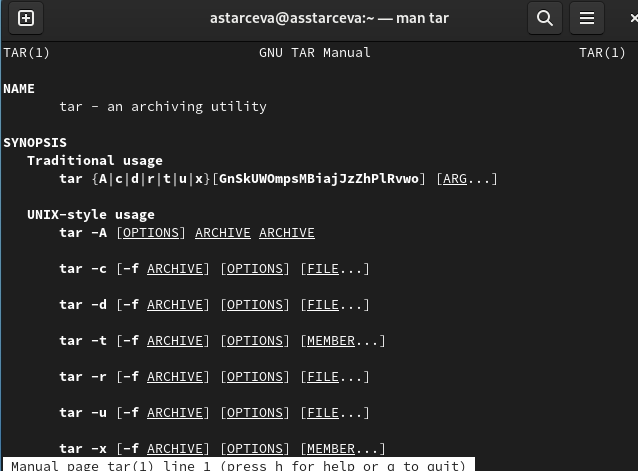 astarceva@asstarceva:~ — man tar
TAR(1) GNU TAR Manual TAR(1)
NAME
tar - an archiving utility
SYNOPSIS
Traditional usage
tar {A|c|d|r|t|u|x}[GnSkUWOmpsMBiajJzZhPlRvwo] [ARG...]
UNIX-style usage
tar -A [OPTIONS] ARCHIVE ARCHIVE
tar -c [-f ARCHIVE] [OPTIONS] [FILE...]
tar -d [-f ARCHIVE] [OPTIONS] [FILE...]
tar -t [-f ARCHIVE] [OPTIONS] [MEMBER...]
tar -r [-f ARCHIVE] [OPTIONS] [FILE...]
tar -u [-f ARCHIVE] [OPTIONS] [FILE...]
tar -x [-f ARCHIVE] [OPTIONS] [MEMBER...]
Manual page tar(1) line 1 (press h for help or q to quit)